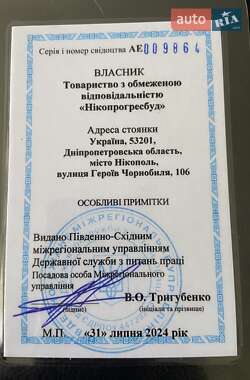 auto RIA
Серія і номер свідоцтва АЕ 009864
ВЛАСНИК
Товариство з обмеженою
відповідальністю
«Нікопрогресбуд»
Адреса стоянки
Україна, 53201,
Дніпропетровська область,
місто Нікополь,
вулиця Героїв Чорнобиля, 106
ОСОБЛИВІ ПРИМІТКИ
Видано Південно-Східним
міжрегіональним управлінням
Державної служби з питань праці
Посадова особа Міжрегіонального
управління
В.О. Тригубенко
(підпис) (ініціали та прізвище)
М.П. «31» липня 2024 рік